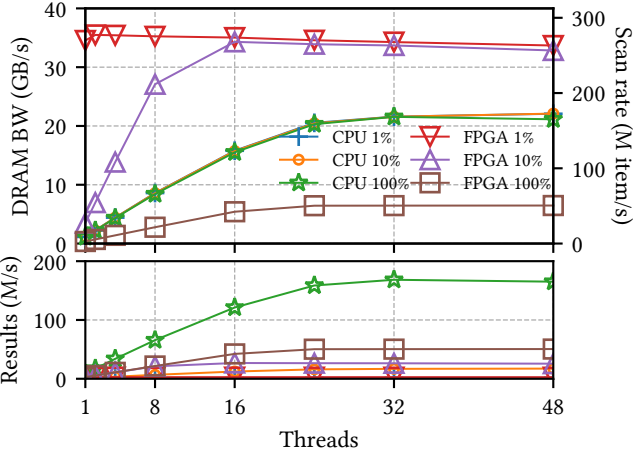 40
30
20
10
0
DRAM BW (GB/s)
300
200
100
0
Scan rate (M item/s)
CPU 1%
FPGA 1%
CPU 10%
FPGA 10%
CPU 100%
FPGA 100%
200
100
0
Results (M/s)
1
8
16
32
48
Threads